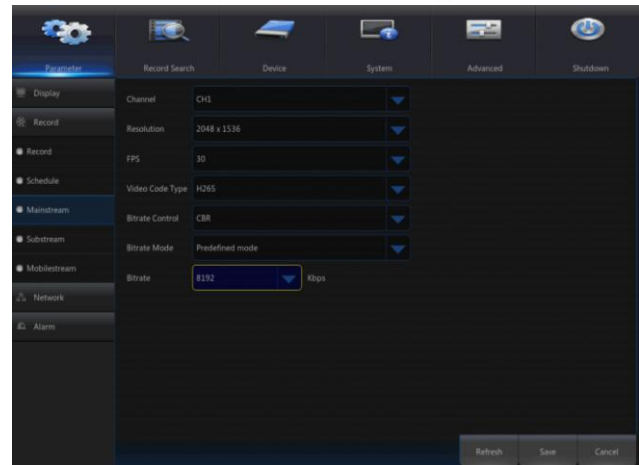 Parameter Record Search Device System Advanced Shutdown
Display
Record
Record
Schedule
Mainstream
Substream
Mobilestream
Network
Alarm
Channel CH1
Resolution 2048 x 1536
FPS 30
Video Code Type H265
Bitrate Control CBR
Bitrate Mode Predefined mode
Bitrate 8192 Kbps
Refresh Save Cancel